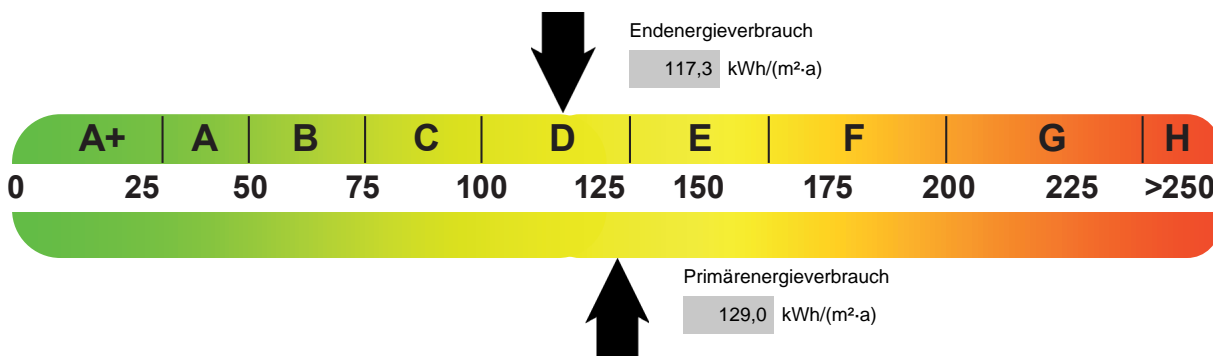 Endenergieverbrauch
117,3 kWh/(m²·a)
A+ A B C D E F G H
0 25 50 75 100 125 150 175 200 225 >250
Primärenergieverbrauch
129,0 kWh/(m²·a)